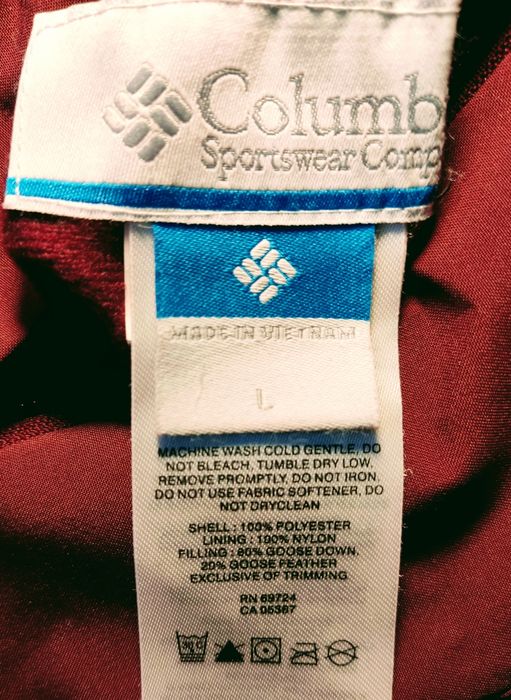 Columb
Sportswear Comp
MADE IN VIETNAM
L
MACHINE WASH COLD GENTLE, DO
NOT BLEACH, TUMBLE DRY LOW,
REMOVE PROMPTLY, DO NOT IRON,
DO NOT USE FABRIC SOFTENER, DO
NOT DRYCLEAN
SHELL : 100% POLYESTER
LINING : 100% NYLON
FILLING : 80% GOOSE DOWN,
20% GOOSE FEATHER
EXCLUSIVE OF TRIMMING
RN 69724
CA 05367